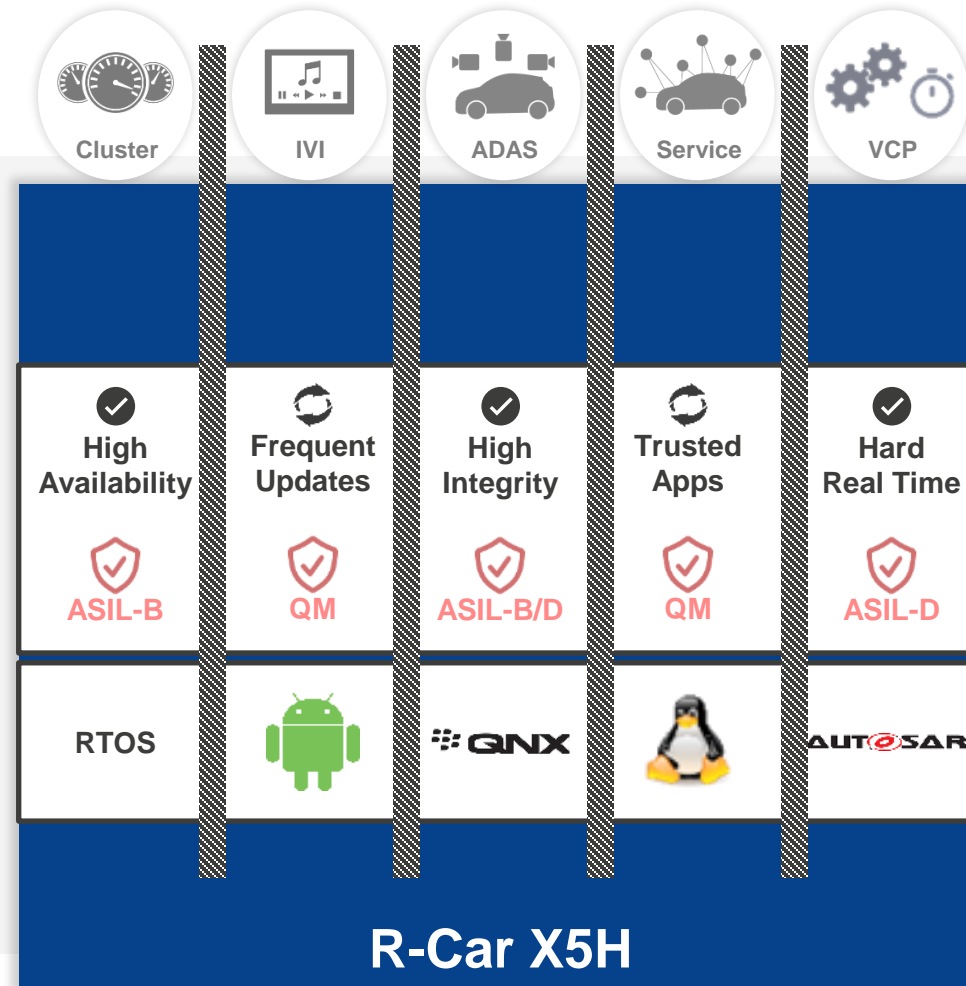 Cluster
IVI
ADAS
Service
VCP
High
Availability
Frequent
Updates
High
Integrity
Trusted
Apps
Hard
Real Time
ASIL-B
QM
ASIL-B/D
QM
ASIL-D
RTOS
QNX
AUTOSAR
R-Car X5H